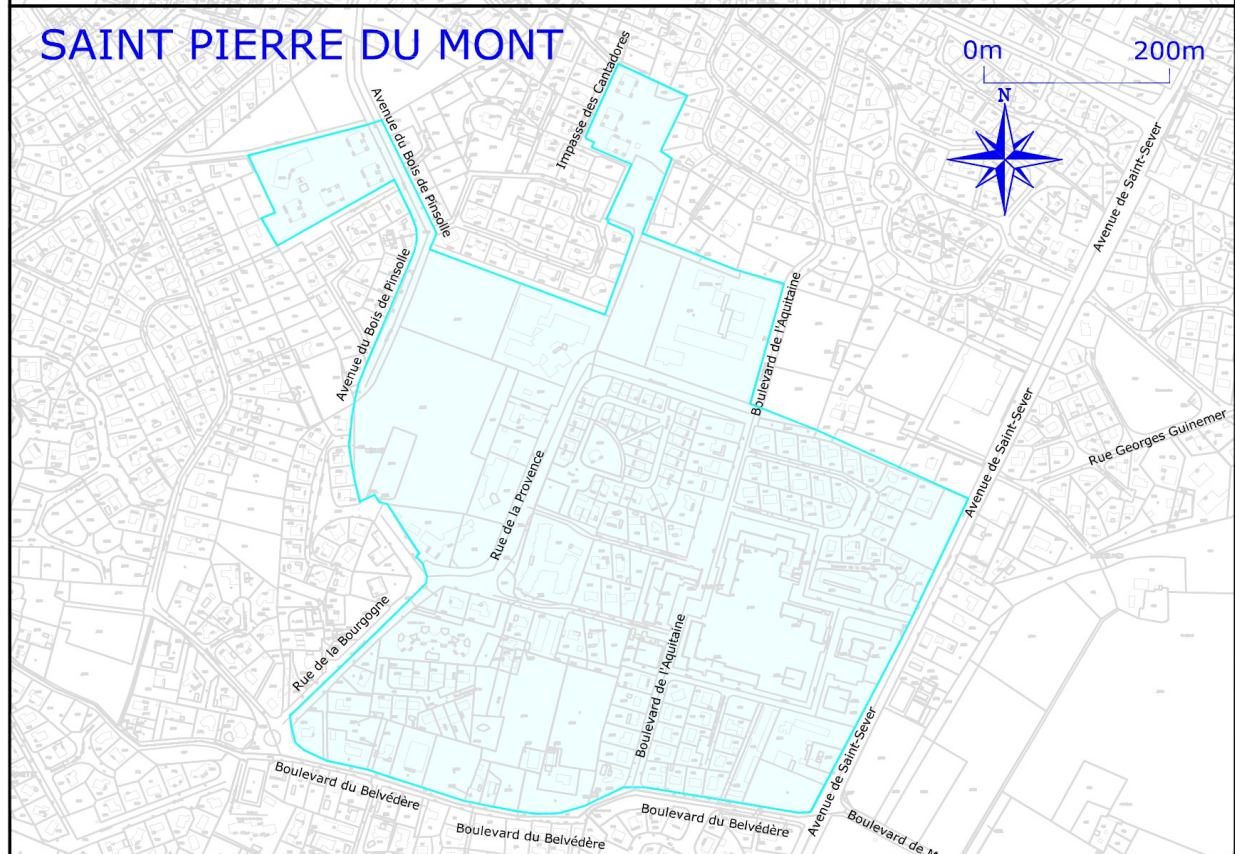 SAINT PIERRE DU MONT
0m 200m
N
Impasse des Cantadores
Avenue du Bois de Pinsolle
Avenue de Saint-Sever
Avenue du Bois de Pinsolle
Boulevard de l'Aquitaine
Avenue de Saint-Sever
Rue Georges Guinemer
Rue de la Provence
Rue de la Bourgogne
Boulevard de l'Aquitaine
Avenue de Saint-Sever
Boulevard du Belvédère
Boulevard du Belvédère
Boulevard du Belvédère
Boulevard de